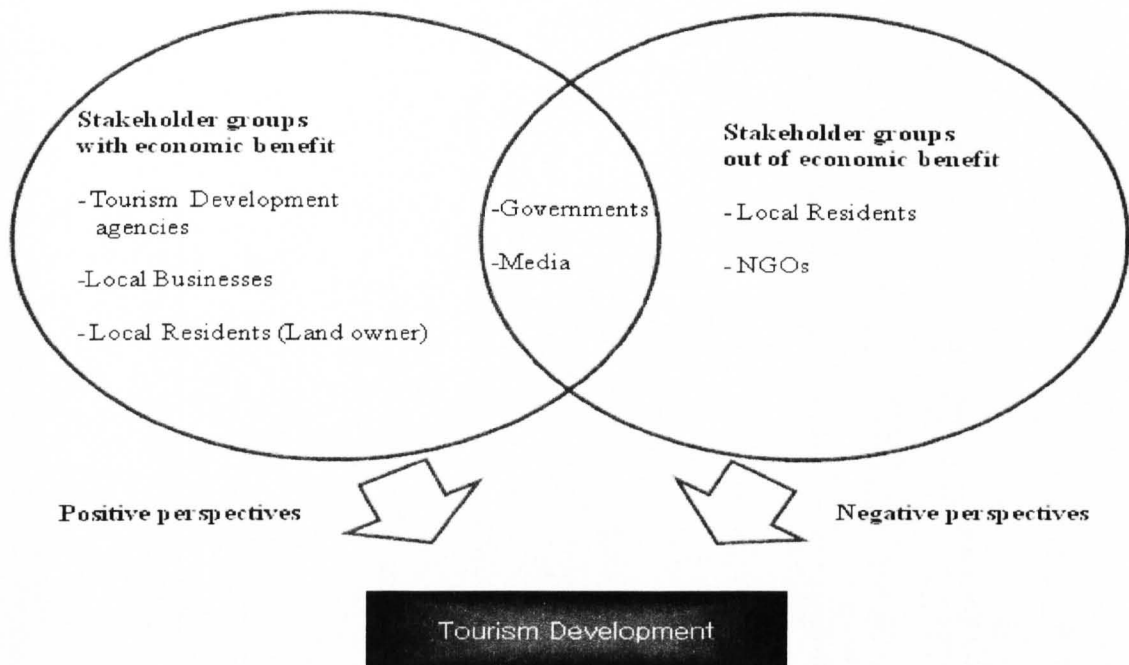 Stakeholder groups
with economic benefit
-Tourism Development
agencies
-Local Businesses
-Local Residents (Land owner)
-Governments
-Media
Stakeholder groups
out of economic benefit
-Local Residents
-NGOs
Positive perspectives
Negative perspectives
Tourism Development